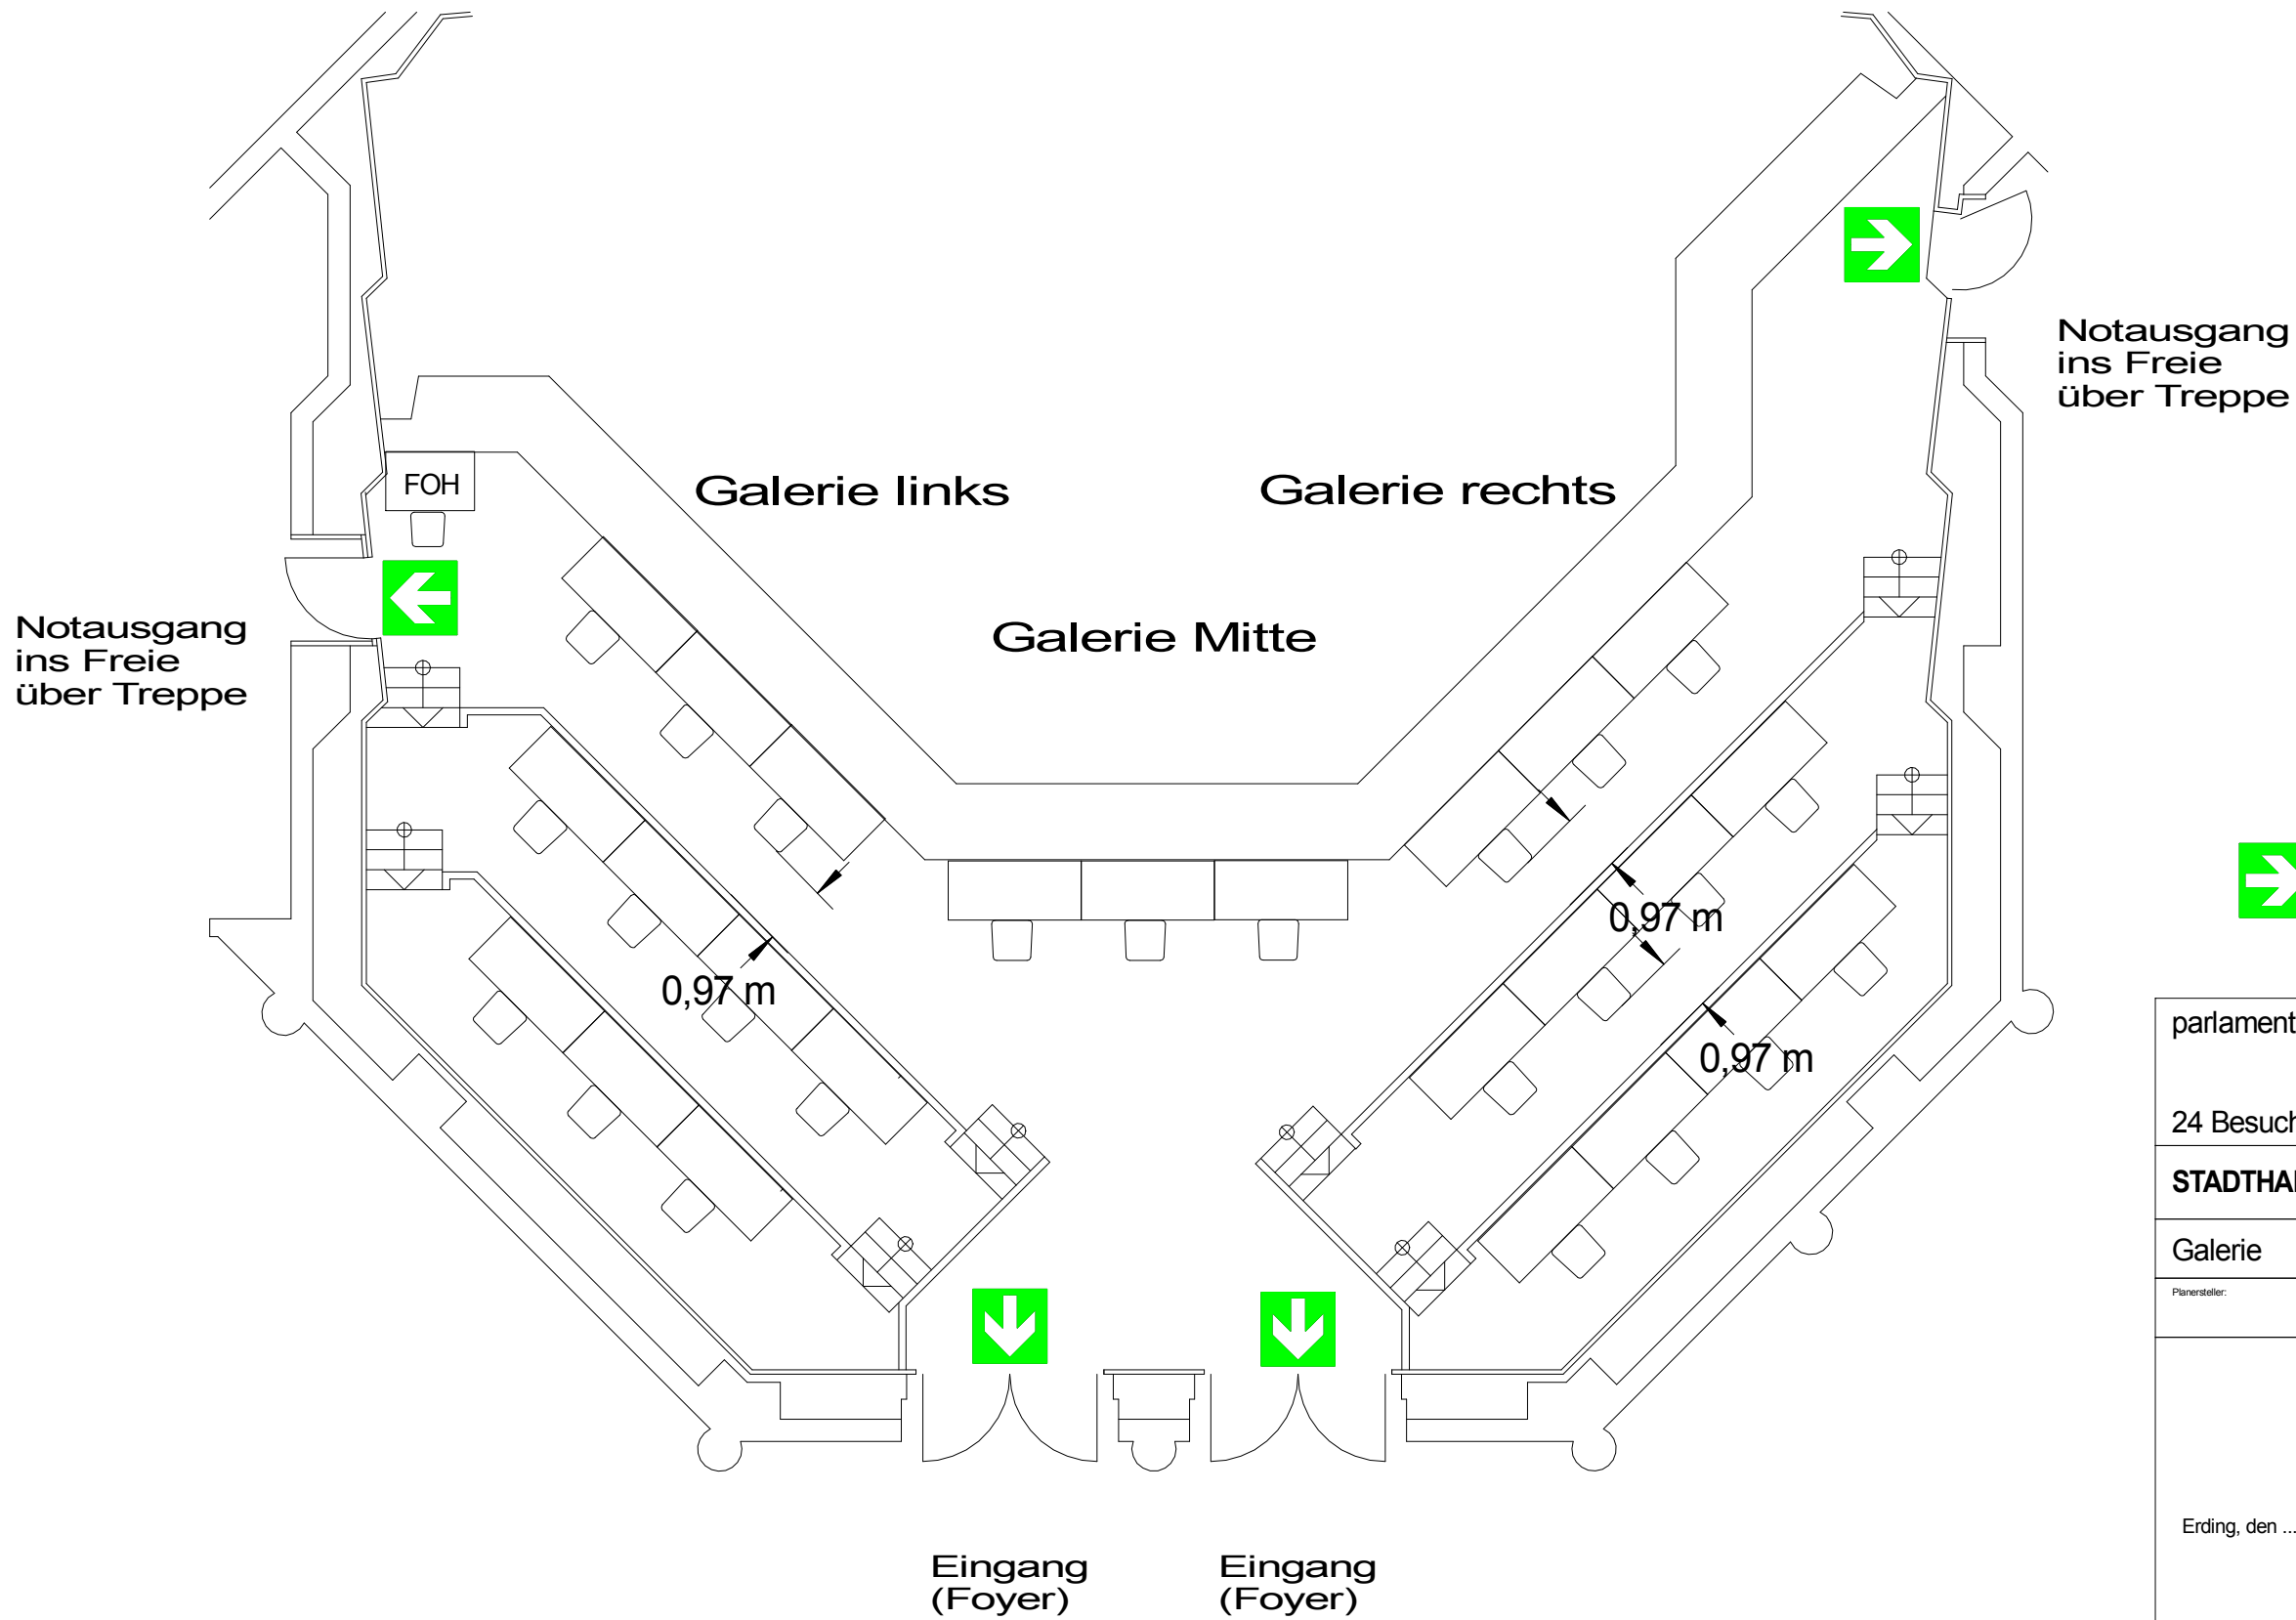 Notausgang
ins Freie
über Treppe
FOH
Galerie links
Galerie rechts
Galerie Mitte
Notausgang
ins Freie
über Treppe
0,97 m
0,97 m
0,97 m
parlament
24 Besuch
STADTHA
Galerie
Planersteller:
Erding, den ...
Eingang
(Foyer)
Eingang
(Foyer)